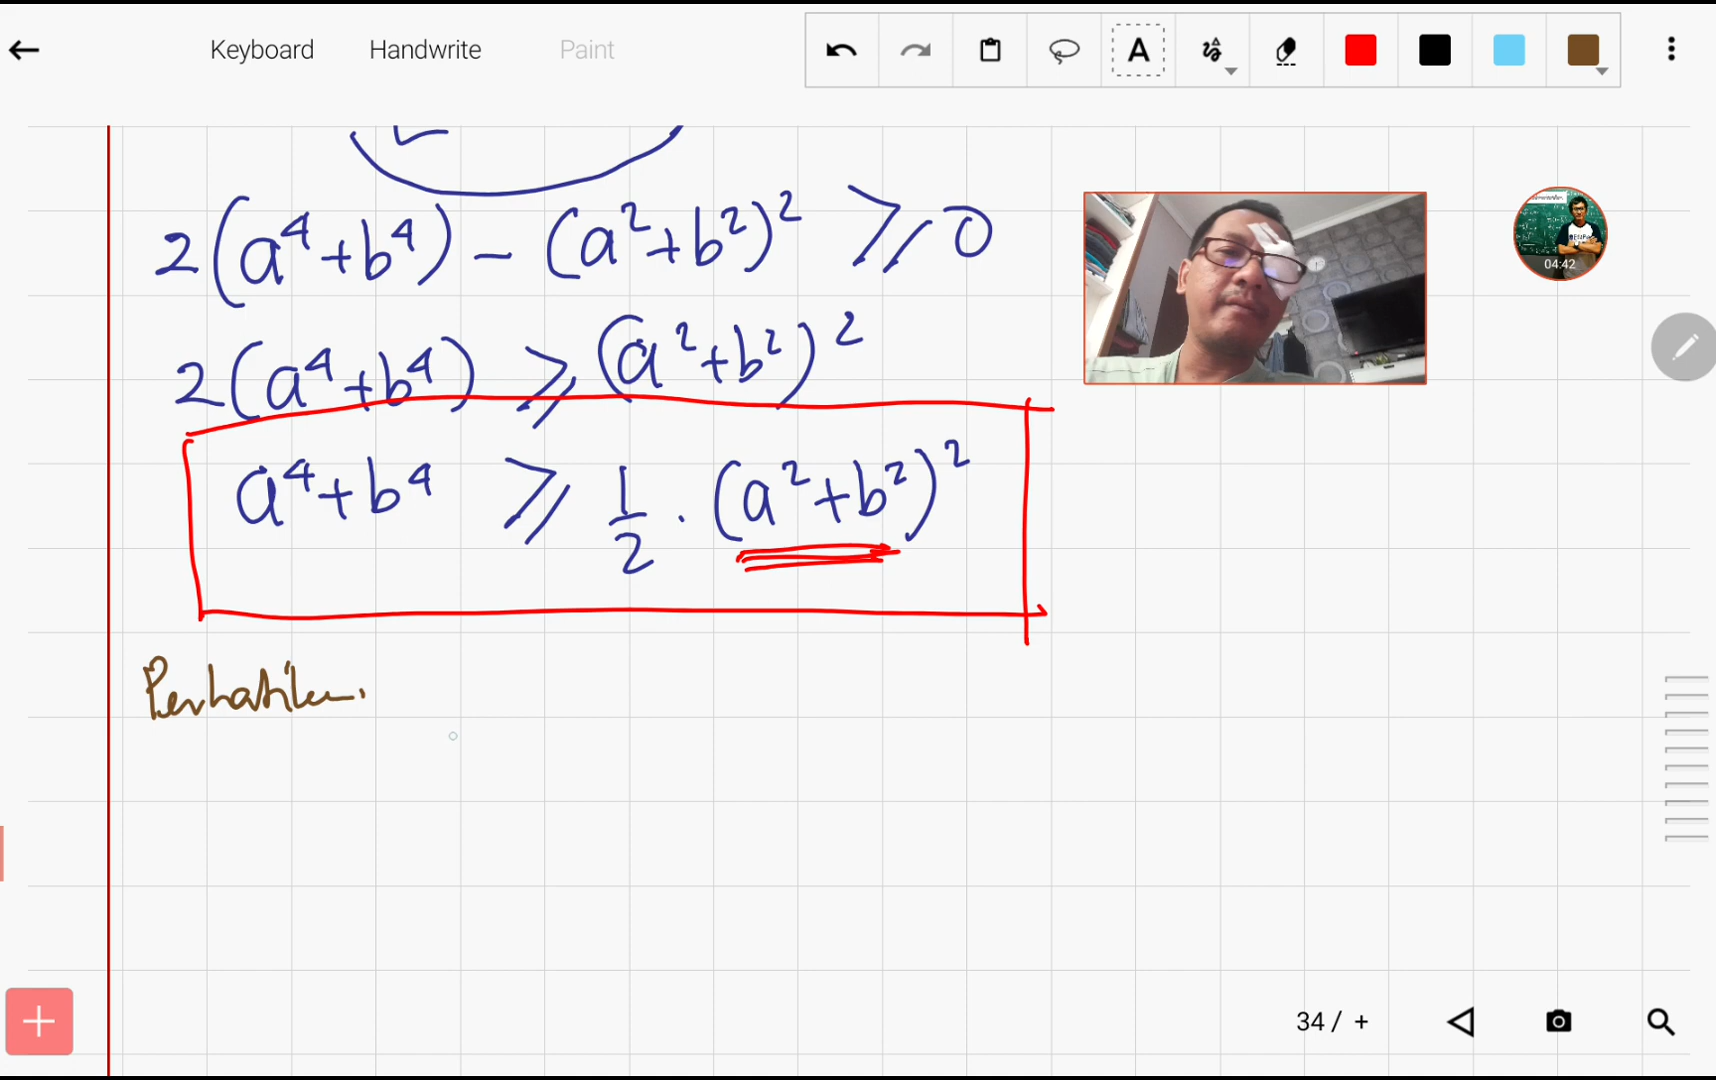 Keyboard Handwrite Paint A
2(a⁴+b⁴) - (a²+b²)² ⩾ 0
04:42
2(a⁴+b⁴) ⩾ (a²+b²)²
a⁴+b⁴ ⩾ 1/2 · (a²+b²)²
34 / +